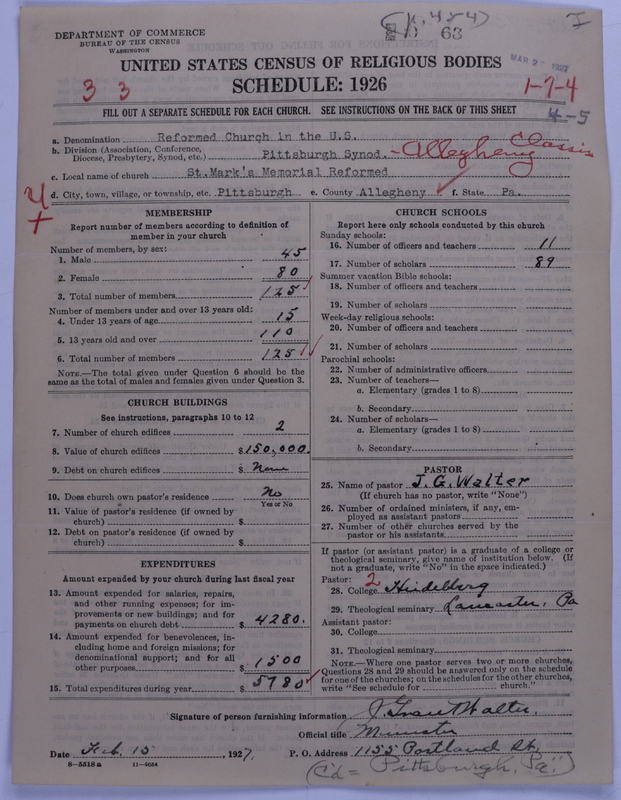 (p. 454)
I
DEPARTMENT OF COMMERCE
BUREAU OF THE CENSUS
WASHINGTON
63
MAR 2 1927
UNITED STATES CENSUS OF RELIGIOUS BODIES
SCHEDULE: 1926
3 3
1-7-4
4-5
FILL OUT A SEPARATE SCHEDULE FOR EACH CHURCH. SEE INSTRUCTIONS ON THE BACK OF THIS SHEET
a. Denomination Reformed Church in the U.S.
b. Division (Association, Conference, Diocese, Presbytery, Synod, etc.) Pittsburgh Synod. - Allegheny Classis
c. Local name of church St.Mark's Memorial Reformed
d. City, town, village, or township, etc. Pittsburgh e. County Allegheny f. State Pa.
MEMBERSHIP
Report number of members according to definition of member in your church
Number of members, by sex:
1. Male 45
2. Female 80
3. Total number of members 125
Number of members under and over 13 years old:
4. Under 13 years of age 15
5. 13 years old and over 110
6. Total number of members 125
NOTE.—The total given under Question 6 should be the same as the total of males and females given under Question 3.
CHURCH BUILDINGS
See instructions, paragraphs 10 to 12
7. Number of church edifices 2
8. Value of church edifices $150,000.
9. Debt on church edifices $ None
10. Does church own pastor's residence No
Yes or No
11. Value of pastor's residence (if owned by church) $
12. Debt on pastor's residence (if owned by church) $
EXPENDITURES
Amount expended by your church during last fiscal year
13. Amount expended for salaries, repairs, and other running expenses; for improvements or new buildings; and for payments on church debt $ 4280.
14. Amount expended for benevolences, including home and foreign missions; for denominational support; and for all other purposes $ 1500
15. Total expenditures during year $ 5780
CHURCH SCHOOLS
Report here only schools conducted by this church
Sunday schools:
16. Number of officers and teachers 11
17. Number of scholars 89
Summer vacation Bible schools:
18. Number of officers and teachers
19. Number of scholars
Week-day religious schools:
20. Number of officers and teachers
21. Number of scholars
Parochial schools:
22. Number of administrative officers
23. Number of teachers—
a. Elementary (grades 1 to 8)
b. Secondary
24. Number of scholars—
a. Elementary (grades 1 to 8)
b. Secondary
PASTOR
25. Name of pastor J. G. Walter
(If church has no pastor, write "None")
26. Number of ordained ministers, if any, employed as assistant pastors
27. Number of other churches served by the pastor or his assistants
If pastor (or assistant pastor) is a graduate of a college or theological seminary, give name of institution below. (If not a graduate, write "No" in the space indicated.)
Pastor: 2
28. College Heidelberg
29. Theological seminary Lancaster, Pa
Assistant pastor:
30. College
31. Theological seminary
NOTE.—Where one pastor serves two or more churches, Questions 28 and 29 should be answered only on the schedule for one of the churches; on the schedules for the other churches, write "See schedule for church."
Signature of person furnishing information J. Grant Walter.
Official title Minister
Date Feb. 15, 1927. P. O. Address 1155 Portland St.
8—5518 a 11—4084
(C'd = Pittsburgh, Pa.")